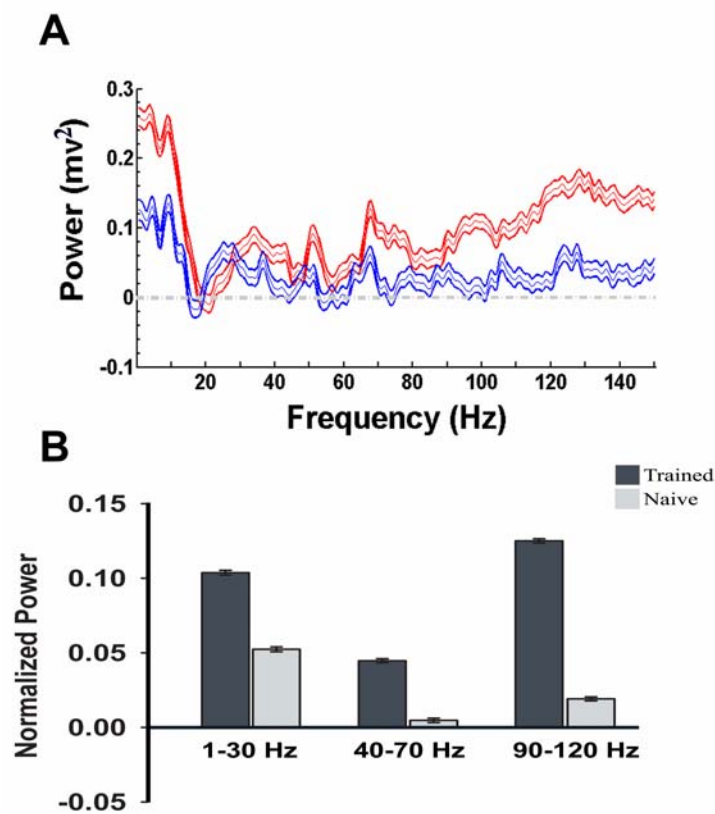 A
Power (mv²)
0.3
0.2
0.1
0
-0.1
20 40 60 80 100 120 140
Frequency (Hz)
B
Trained
Naive
Normalized Power
0.15
0.10
0.05
0.00
-0.05
1-30 Hz 40-70 Hz 90-120 Hz